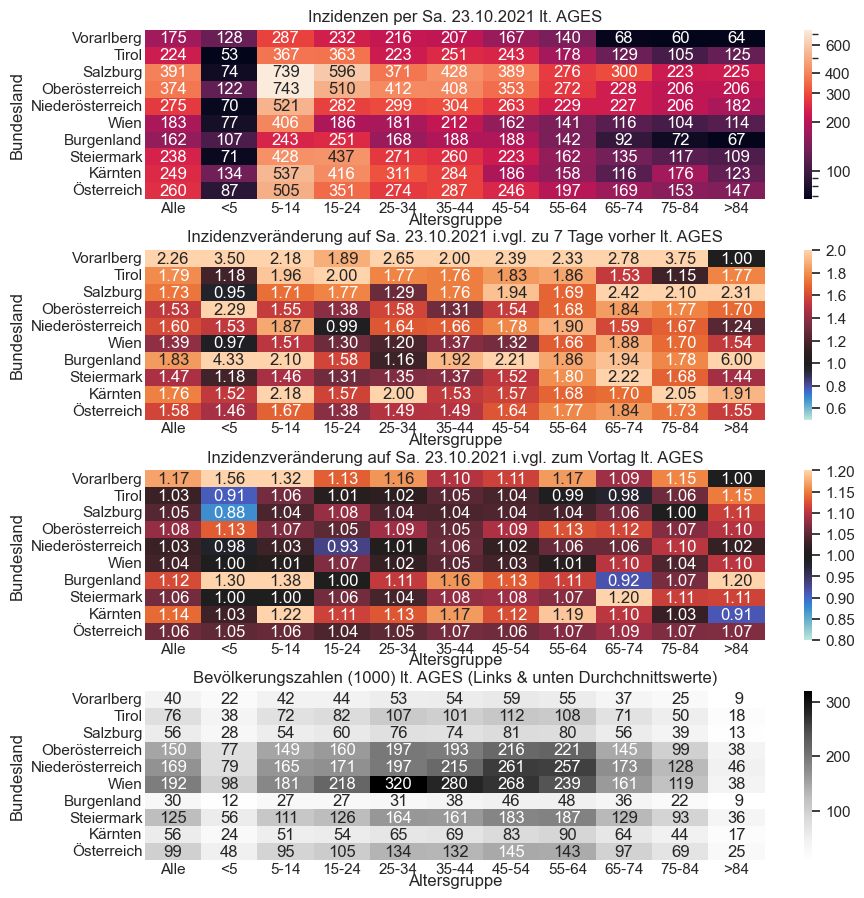 Inzidenzen per Sa. 23.10.2021 lt. AGES
Bundesland
Vorarlberg 175 128 287 232 216 207 167 140 68 60 64
Tirol 224 53 367 363 223 251 243 178 129 105 125
Salzburg 391 74 739 596 371 428 389 276 300 223 225
Oberösterreich 374 122 743 510 412 408 353 272 228 206 206
Niederösterreich 275 70 521 282 299 304 263 229 227 206 182
Wien 183 77 406 186 181 212 162 141 116 104 114
Burgenland 162 107 243 251 168 188 188 142 92 72 67
Steiermark 238 71 428 437 271 260 223 162 135 117 109
Kärnten 249 134 537 416 311 284 186 158 116 176 123
Österreich 260 87 505 351 274 287 246 197 169 153 147
Alle <5 5-14 15-24 25-34 35-44 45-54 55-64 65-74 75-84 >84
Altersgruppe
600
400
300
200
100
Inzidenzveränderung auf Sa. 23.10.2021 i.vgl. zu 7 Tage vorher lt. AGES
Bundesland
Vorarlberg 2.26 3.50 2.18 1.89 2.65 2.00 2.39 2.33 2.78 3.75 1.00
Tirol 1.79 1.18 1.96 2.00 1.77 1.76 1.83 1.86 1.53 1.15 1.77
Salzburg 1.73 0.95 1.71 1.77 1.29 1.76 1.94 1.69 2.42 2.10 2.31
Oberösterreich 1.53 2.29 1.55 1.38 1.58 1.31 1.54 1.68 1.84 1.77 1.70
Niederösterreich 1.60 1.53 1.87 0.99 1.64 1.66 1.78 1.90 1.59 1.67 1.24
Wien 1.39 0.97 1.51 1.30 1.20 1.37 1.32 1.66 1.88 1.70 1.54
Burgenland 1.83 4.33 2.10 1.58 1.16 1.92 2.21 1.86 1.94 1.78 6.00
Steiermark 1.47 1.18 1.46 1.31 1.35 1.37 1.52 1.80 2.22 1.68 1.44
Kärnten 1.76 1.52 2.18 1.57 2.00 1.53 1.57 1.68 1.70 2.05 1.91
Österreich 1.58 1.46 1.67 1.38 1.49 1.49 1.64 1.77 1.84 1.73 1.55
Alle <5 5-14 15-24 25-34 35-44 45-54 55-64 65-74 75-84 >84
Altersgruppe
2.0
1.8
1.6
1.4
1.2
1.0
0.8
0.6
Inzidenzveränderung auf Sa. 23.10.2021 i.vgl. zum Vortag lt. AGES
Bundesland
Vorarlberg 1.17 1.56 1.32 1.13 1.16 1.10 1.11 1.17 1.09 1.15 1.00
Tirol 1.03 0.91 1.06 1.01 1.02 1.05 1.04 0.99 0.98 1.06 1.15
Salzburg 1.05 0.88 1.04 1.08 1.04 1.04 1.04 1.04 1.06 1.00 1.11
Oberösterreich 1.08 1.13 1.07 1.05 1.09 1.05 1.09 1.13 1.12 1.07 1.10
Niederösterreich 1.03 0.98 1.03 0.93 1.01 1.06 1.02 1.06 1.06 1.10 1.02
Wien 1.04 1.00 1.01 1.07 1.02 1.05 1.03 1.01 1.10 1.04 1.10
Burgenland 1.12 1.30 1.38 1.00 1.11 1.16 1.13 1.11 0.92 1.07 1.20
Steiermark 1.06 1.00 1.00 1.06 1.04 1.08 1.08 1.07 1.20 1.11 1.11
Kärnten 1.14 1.03 1.22 1.11 1.13 1.17 1.12 1.19 1.10 1.03 0.91
Österreich 1.06 1.05 1.06 1.04 1.05 1.07 1.06 1.07 1.09 1.07 1.07
Alle <5 5-14 15-24 25-34 35-44 45-54 55-64 65-74 75-84 >84
Altersgruppe
1.20
1.15
1.10
1.05
1.00
0.95
0.90
0.85
0.80
Bevölkerungszahlen (1000) lt. AGES (Links & unten Durchchnittswerte)
Bundesland
Vorarlberg 40 22 42 44 53 54 59 55 37 25 9
Tirol 76 38 72 82 107 101 112 108 71 50 18
Salzburg 56 28 54 60 76 74 81 80 56 39 13
Oberösterreich 150 77 149 160 197 193 216 221 145 99 38
Niederösterreich 169 79 165 171 197 215 261 257 173 128 46
Wien 192 98 181 218 320 280 268 239 161 119 38
Burgenland 30 12 27 27 31 38 46 48 36 22 9
Steiermark 125 56 111 126 164 161 183 187 129 93 36
Kärnten 56 24 51 54 65 69 83 90 64 44 17
Österreich 99 48 95 105 134 132 145 143 97 69 25
Alle <5 5-14 15-24 25-34 35-44 45-54 55-64 65-74 75-84 >84
Altersgruppe
300
200
100